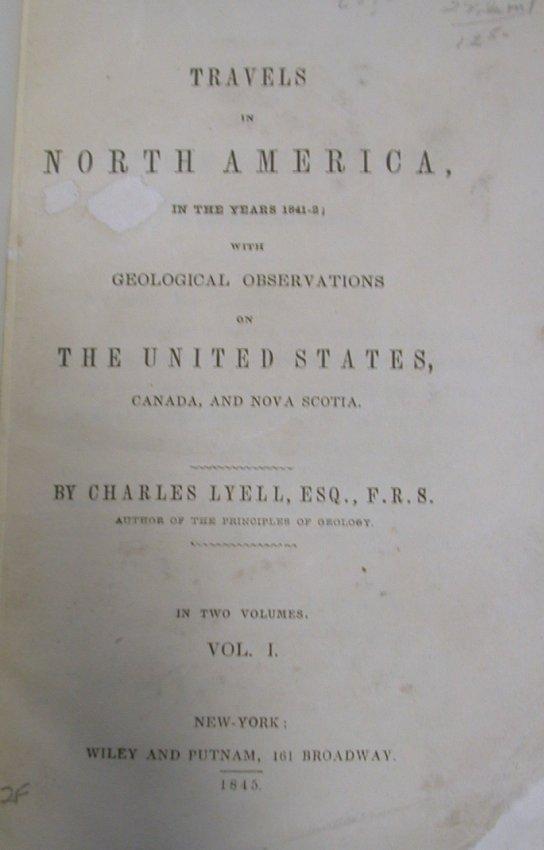 TRAVELS
IN
NORTH AMERICA,
IN THE YEARS 1841-2;
WITH
GEOLOGICAL OBSERVATIONS
ON
THE UNITED STATES,
CANADA, AND NOVA SCOTIA.
BY CHARLES LYELL, ESQ., F.R.S.
AUTHOR OF THE PRINCIPLES OF GEOLOGY.
IN TWO VOLUMES.
VOL. I.
NEW-YORK:
WILEY AND PUTNAM, 161 BROADWAY.
1845.